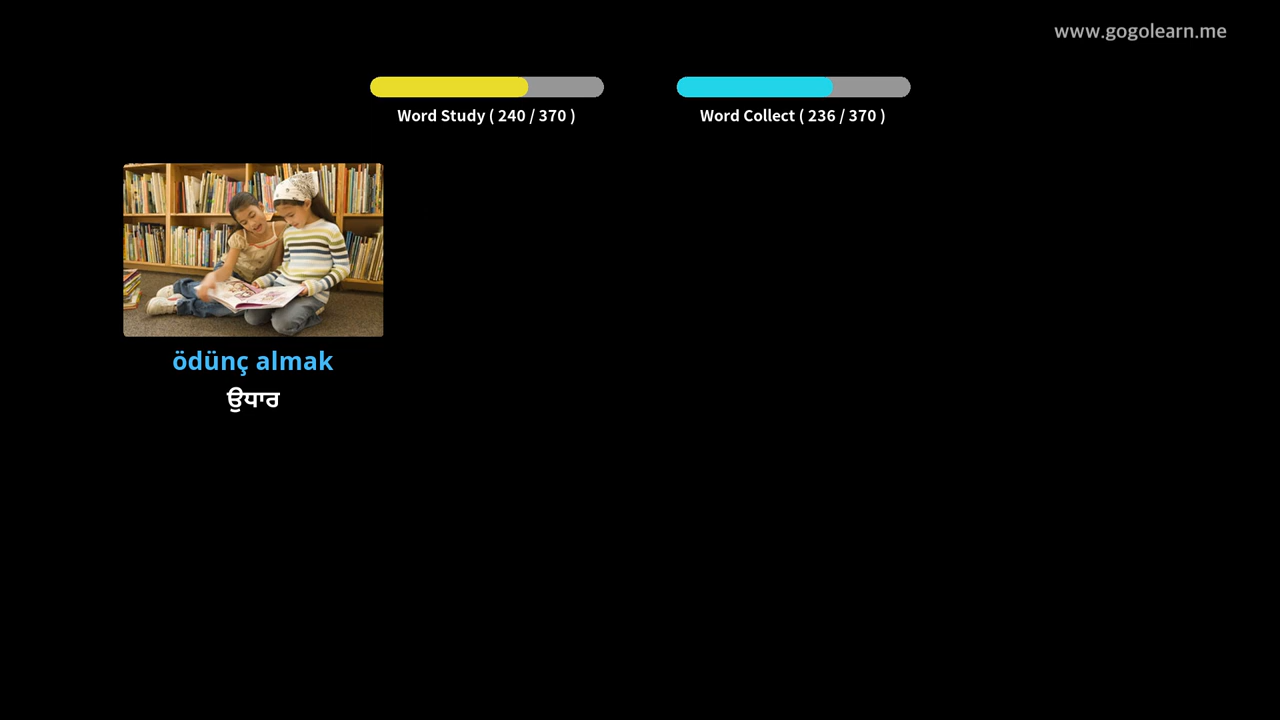 www.gogolearn.me
Word Study ( 240 / 370 )
Word Collect ( 236 / 370 )
ödünç almak
ਉਧਾਰ